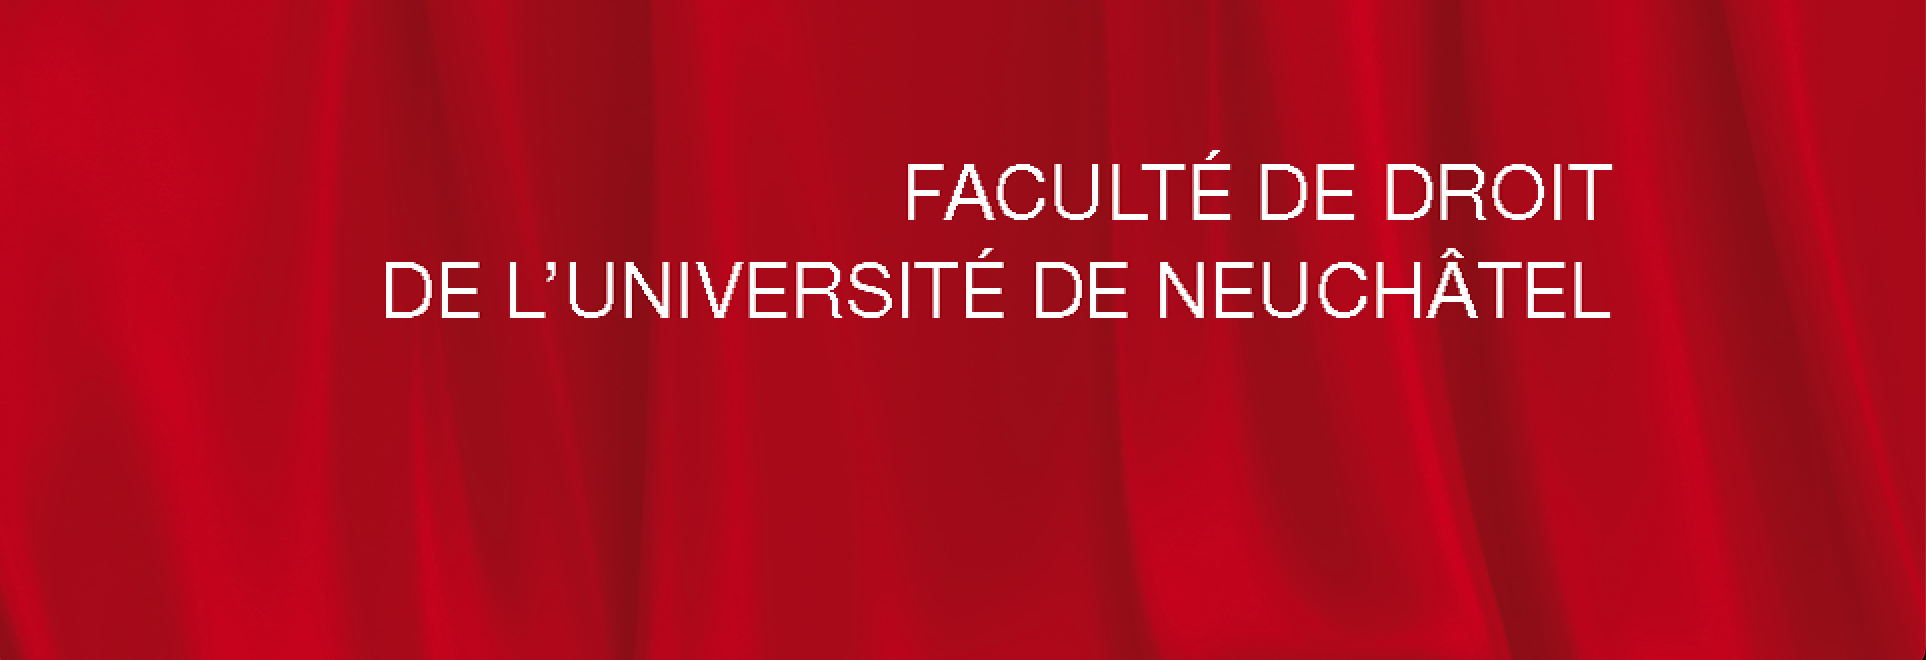 FACULTÉ DE DROIT
DE L’UNIVERSITÉ DE NEUCHÂTEL